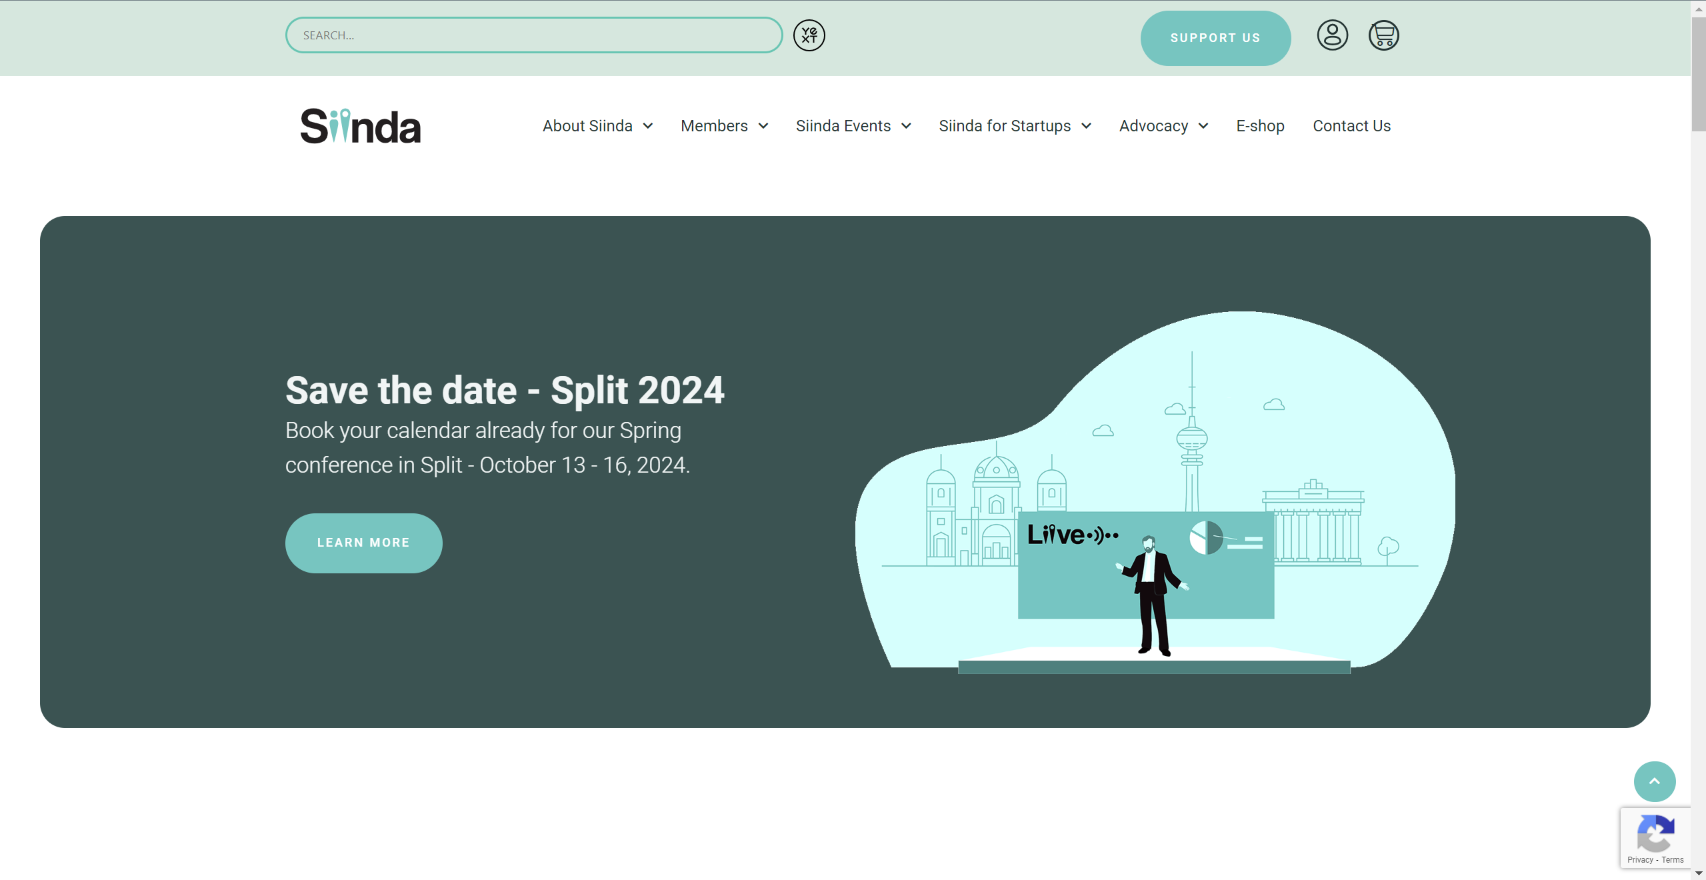 SEARCH...
YEXT
SUPPORT US
Siinda
About Siinda
Members
Siinda Events
Siinda for Startups
Advocacy
E-shop
Contact Us
Save the date - Split 2024
Book your calendar already for our Spring
conference in Split - October 13 - 16, 2024.
LEARN MORE
Liive
Privacy - Terms